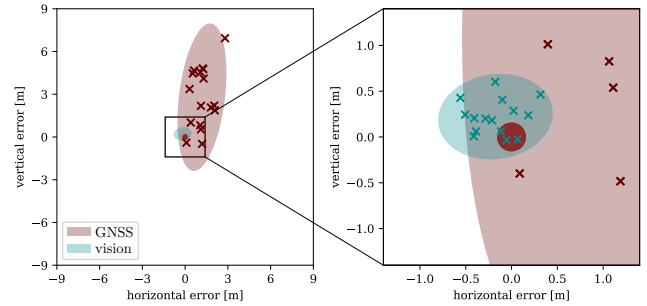 vertical error [m]
9
6
3
0
−3
−6
−9
GNSS
vision
−9 −6 −3 0 3 6 9
horizontal error [m]
vertical error [m]
1.0
0.5
0.0
−0.5
−1.0
−1.0 −0.5 0.0 0.5 1.0
horizontal error [m]